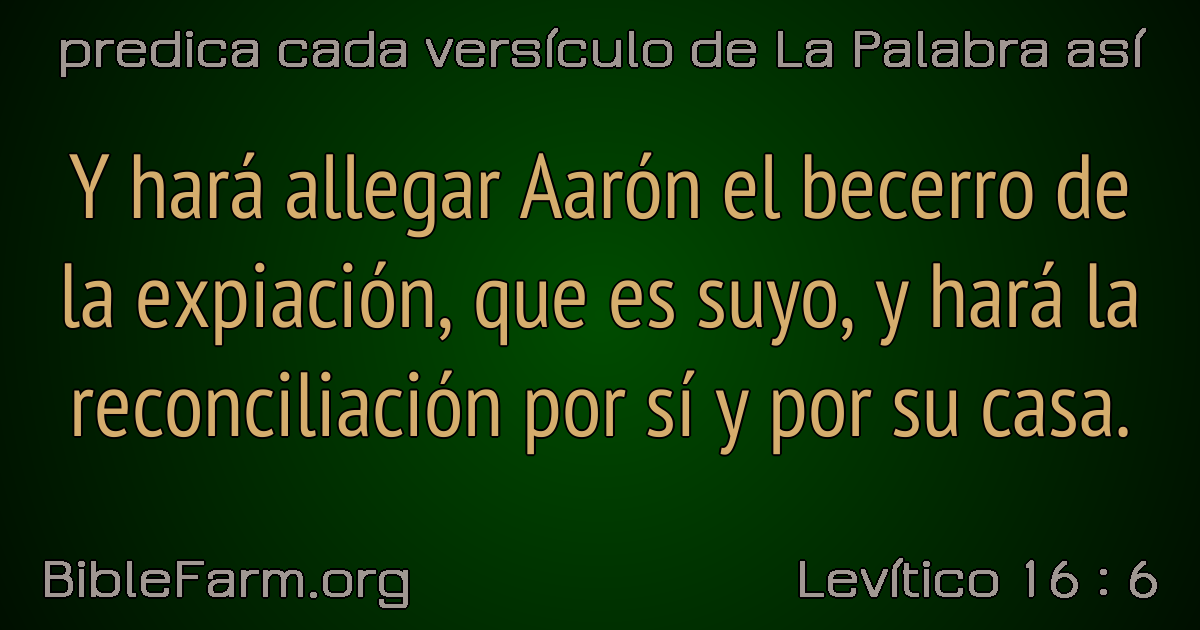 predica cada versículo de La Palabra así
Y hará allegar Aarón el becerro de
la expiación, que es suyo, y hará la
reconciliación por sí y por su casa.
BibleFarm.org
Levítico 16 : 6